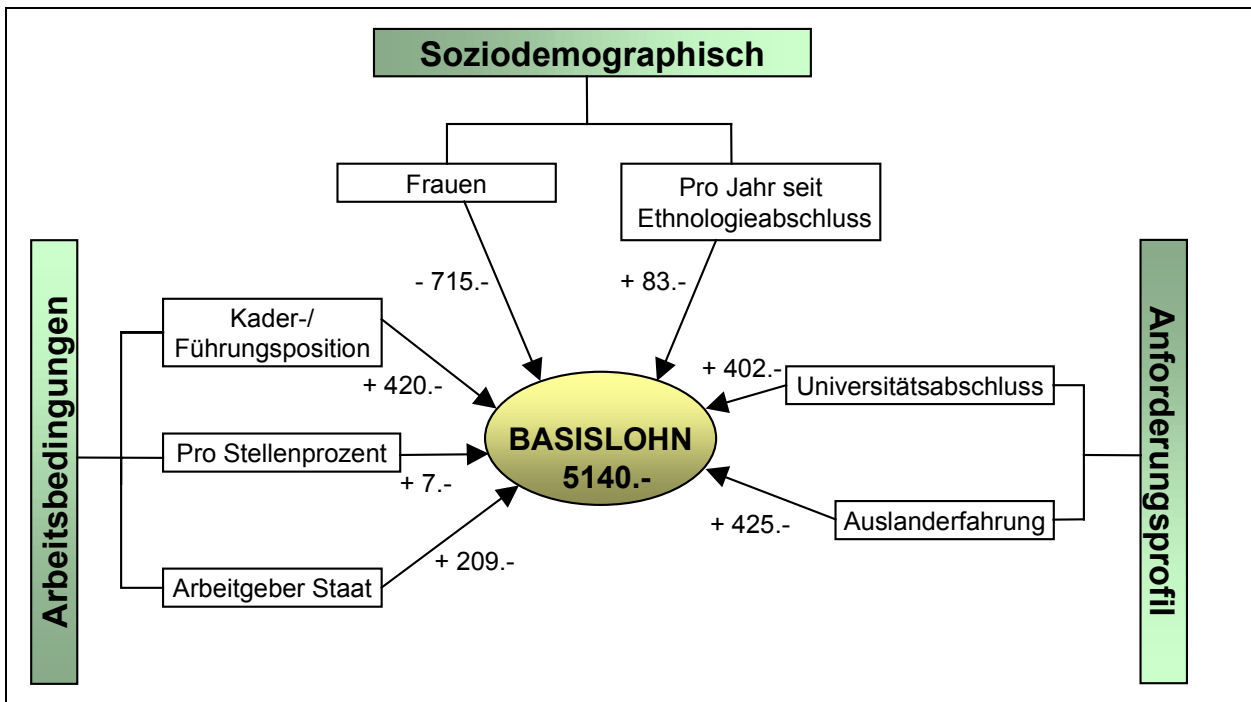 Soziodemographisch
Frauen
Pro Jahr seit
Ethnologieabschluss
- 715.-
+ 83.-
Arbeitsbedingungen
Kader-/
Führungsposition
+ 420.-
Pro Stellenprozent
+ 7.-
Arbeitgeber Staat
+ 209.-
BASISLOHN
5140.-
+ 402.-
Universitätsabschluss
+ 425.-
Auslanderfahrung
Anforderungsprofil